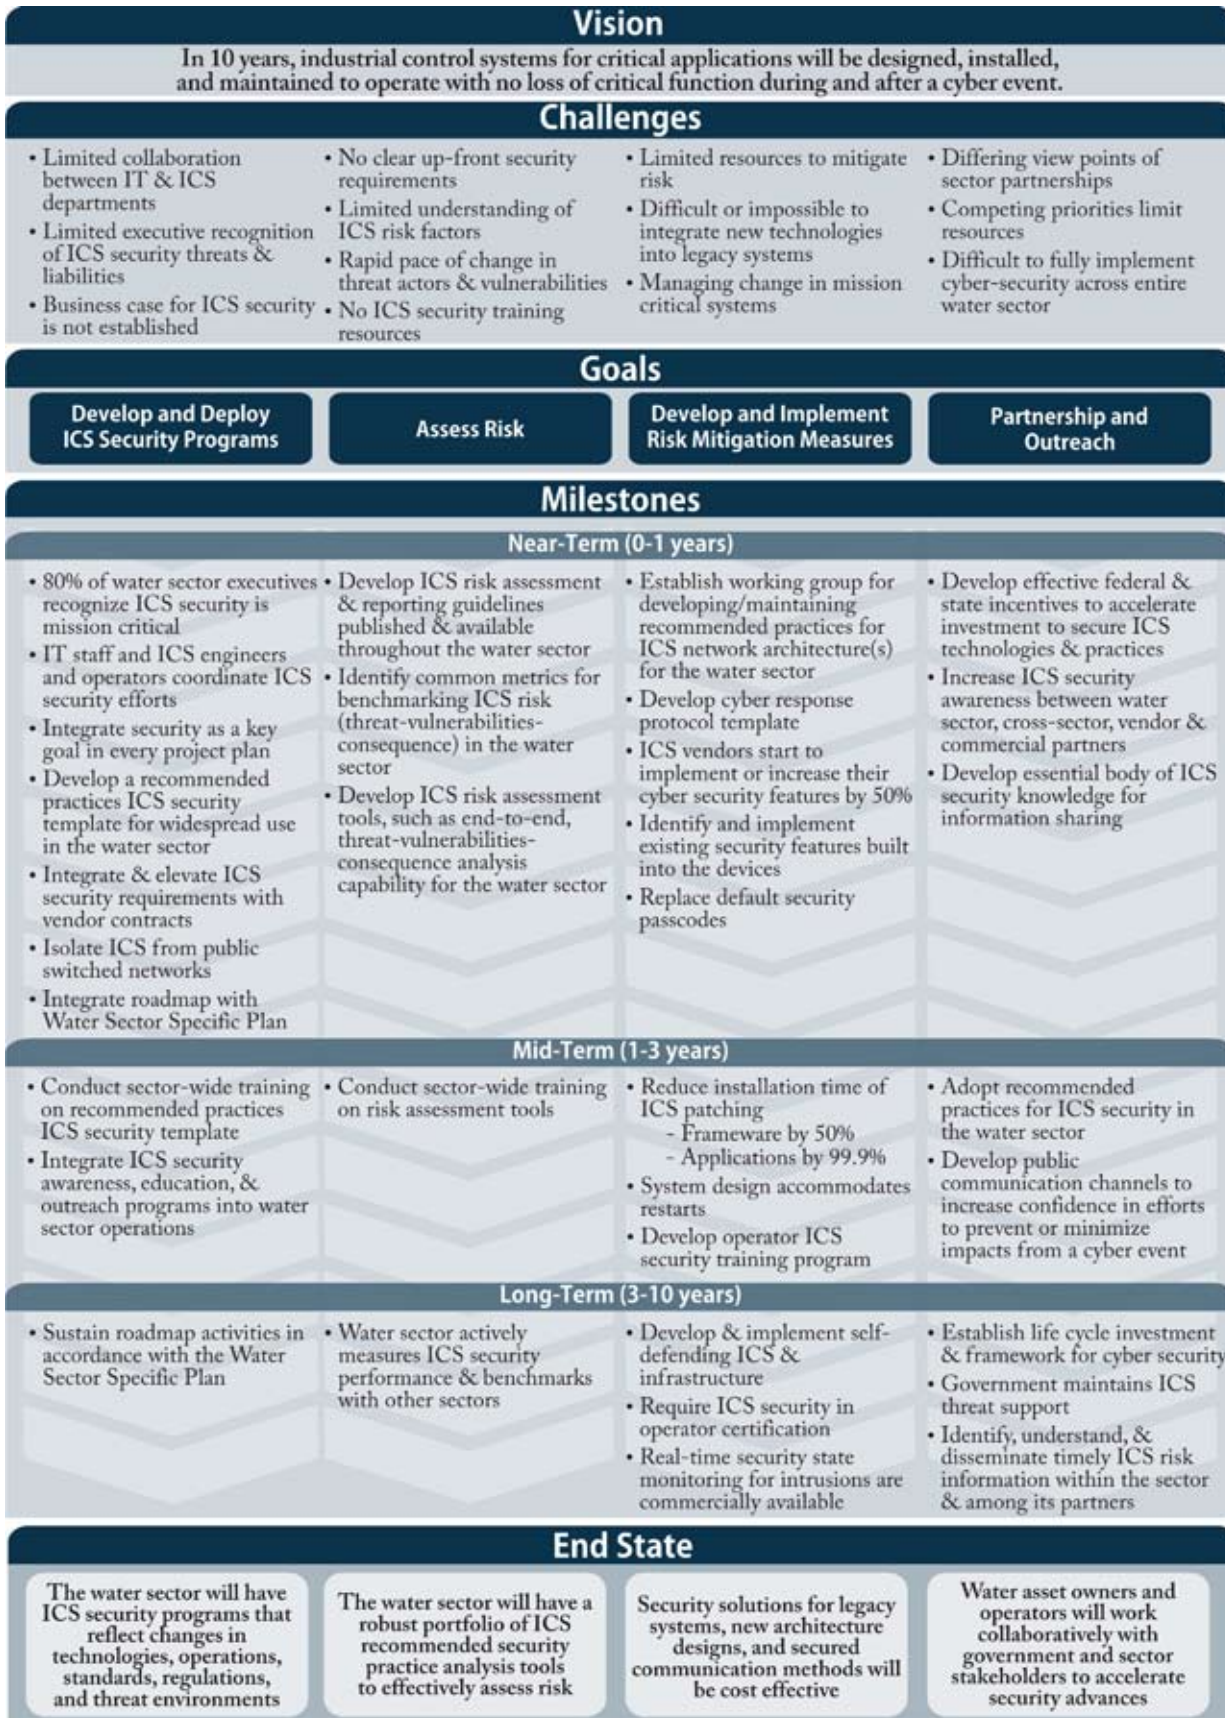 Vision
In 10 years, industrial control systems for critical applications will be designed, installed,
and maintained to operate with no loss of critical function during and after a cyber event.
Challenges
• Limited collaboration
between IT & ICS
departments
• Limited executive recognition
of ICS security threats &
liabilities
• Business case for ICS security
is not established
• No clear up-front security
requirements
• Limited understanding of
ICS risk factors
• Rapid pace of change in
threat actors & vulnerabilities
• No ICS security training
resources
• Limited resources to mitigate
risk
• Difficult or impossible to
integrate new technologies
into legacy systems
• Managing change in mission
critical systems
• Differing view points of
sector partnerships
• Competing priorities limit
resources
• Difficult to fully implement
cyber-security across entire
water sector
Goals
Develop and Deploy
ICS Security Programs
Assess Risk
Develop and Implement
Risk Mitigation Measures
Partnership and
Outreach
Milestones
Near-Term (0-1 years)
• 80% of water sector executives
recognize ICS security is
mission critical
• IT staff and ICS engineers
and operators coordinate ICS
security efforts
• Integrate security as a key
goal in every project plan
• Develop a recommended
practices ICS security
template for widespread use
in the water sector
• Integrate & elevate ICS
security requirements with
vendor contracts
• Isolate ICS from public
switched networks
• Integrate roadmap with
Water Sector Specific Plan
• Develop ICS risk assessment
& reporting guidelines
published & available
throughout the water sector
• Identify common metrics for
benchmarking ICS risk
(threat-vulnerabilities-
consequence) in the water
sector
• Develop ICS risk assessment
tools, such as end-to-end,
threat-vulnerabilities-
consequence analysis
capability for the water sector
• Establish working group for
developing/maintaining
recommended practices for
ICS network architecture(s)
for the water sector
• Develop cyber response
protocol template
• ICS vendors start to
implement or increase their
cyber security features by 50%
• Identify and implement
existing security features built
into the devices
• Replace default security
passcodes
• Develop effective federal &
state incentives to accelerate
investment to secure ICS
technologies & practices
• Increase ICS security
awareness between water
sector, cross-sector, vendor &
commercial partners
• Develop essential body of ICS
security knowledge for
information sharing
Mid-Term (1-3 years)
• Conduct sector-wide training
on recommended practices
ICS security template
• Integrate ICS security
awareness, education, &
outreach programs into water
sector operations
• Conduct sector-wide training
on risk assessment tools
• Reduce installation time of
ICS patching
- Frameware by 50%
- Applications by 99.9%
• System design accommodates
restarts
• Develop operator ICS
security training program
• Adopt recommended
practices for ICS security in
the water sector
• Develop public
communication channels to
increase confidence in efforts
to prevent or minimize
impacts from a cyber event
Long-Term (3-10 years)
• Sustain roadmap activities in
accordance with the Water
Sector Specific Plan
• Water sector actively
measures ICS security
performance & benchmarks
with other sectors
• Develop & implement self-
defending ICS &
infrastructure
• Require ICS security in
operator certification
• Real-time security state
monitoring for intrusions are
commercially available
• Establish life cycle investment
& framework for cyber security
• Government maintains ICS
threat support
• Identify, understand, &
disseminate timely ICS risk
information within the sector
& among its partners
End State
The water sector will have
ICS security programs that
reflect changes in
technologies, operations,
standards, regulations,
and threat environments
The water sector will have a
robust portfolio of ICS
recommended security
practice analysis tools
to effectively assess risk
Security solutions for legacy
systems, new architecture
designs, and secured
communication methods will
be cost effective
Water asset owners and
operators will work
collaboratively with
government and sector
stakeholders to accelerate
security advances